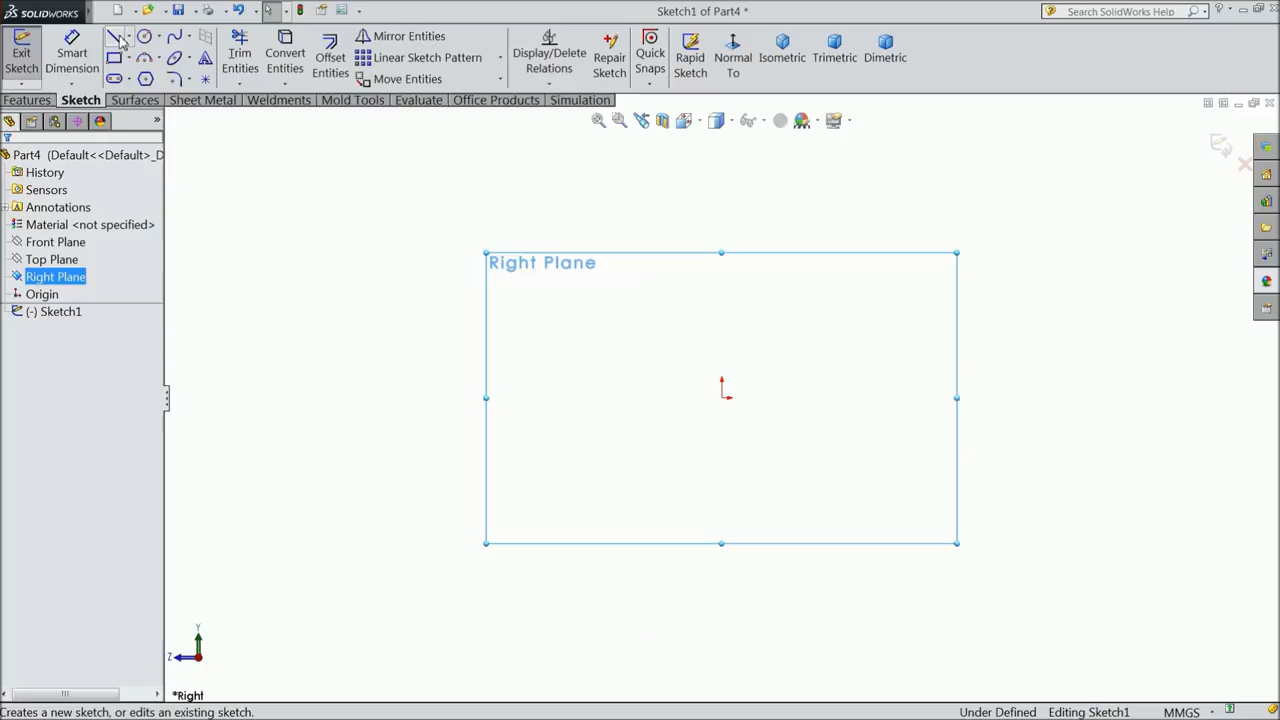 SOLIDWORKS
Sketch1 of Part4 *
Search SolidWorks Help
Exit Sketch
Smart Dimension
Trim Entities
Convert Entities
Offset Entities
Mirror Entities
Linear Sketch Pattern
Move Entities
Display/Delete Relations
Repair Sketch
Quick Snaps
Rapid Sketch
Normal To
Isometric
Trimetric
Dimetric
Features
Sketch
Surfaces
Sheet Metal
Weldments
Mold Tools
Evaluate
Office Products
Simulation
Part4 (Default<<Default>_D
History
Sensors
Annotations
Material <not specified>
Front Plane
Top Plane
Right Plane
Origin
(-) Sketch1
Right Plane
Y
Z
*Right
Creates a new sketch, or edits an existing sketch.
Under Defined
Editing Sketch1
MMGS